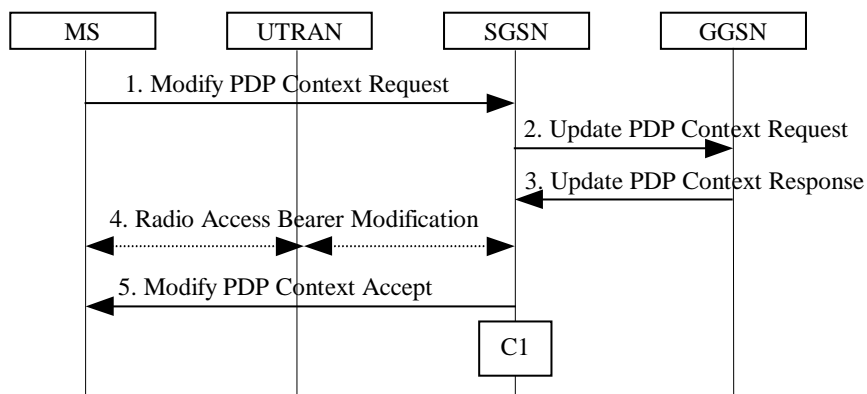 MS
UTRAN
SGSN
GGSN
1. Modify PDP Context Request
2. Update PDP Context Request
3. Update PDP Context Response
4. Radio Access Bearer Modification
5. Modify PDP Context Accept
C1